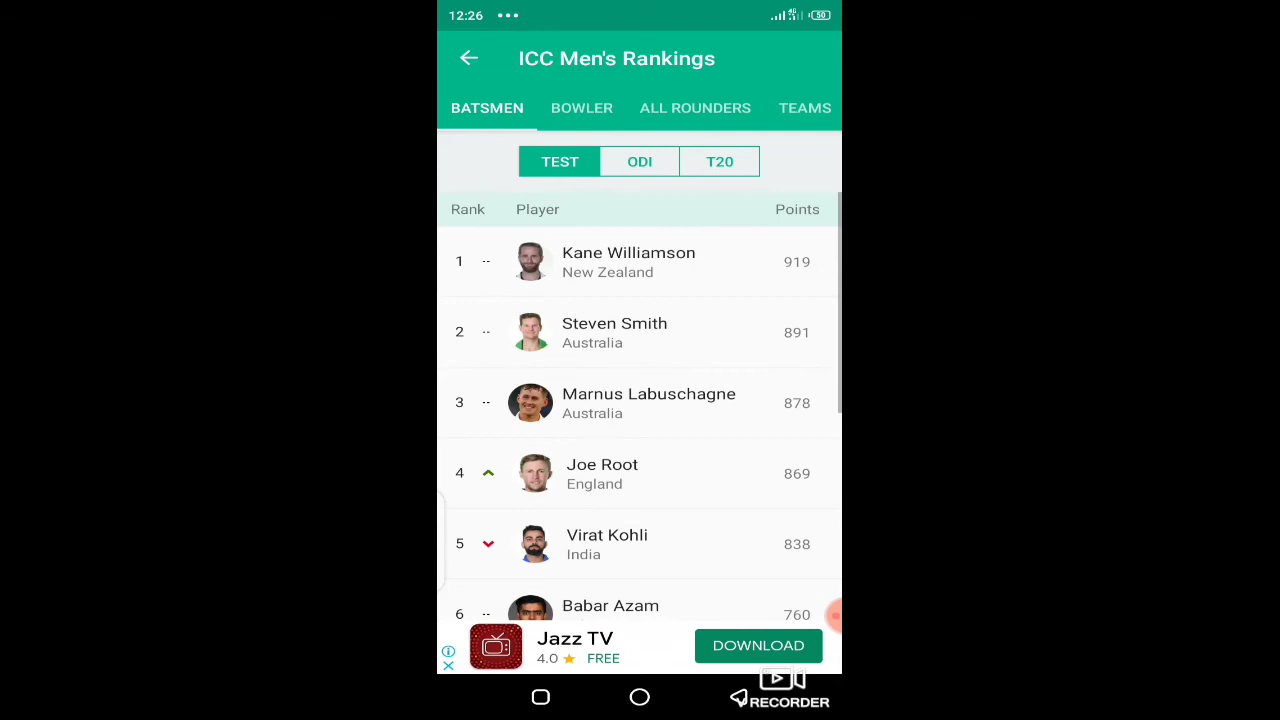 12:26 4G 50
ICC Men's Rankings
BATSMEN BOWLER ALL ROUNDERS TEAMS
TEST ODI T20
Rank Player Points
1 -- Kane Williamson 919
New Zealand
2 -- Steven Smith 891
Australia
3 -- Marnus Labuschagne 878
Australia
4 Joe Root 869
England
5 Virat Kohli 838
India
6 -- Babar Azam 760
Jazz TV
4.0 FREE
DOWNLOAD
RECORDER